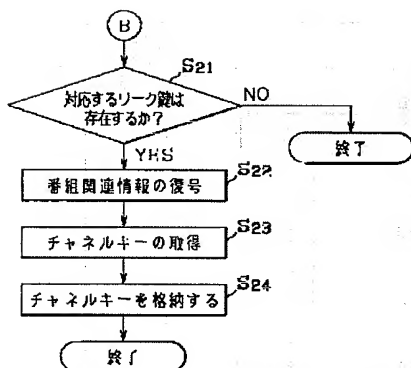 B
S21
対応するリーク鍵は
存在するか？
NO
終了
YES
S22
番組関連情報の復号
S23
チャネルキーの取得
S24
チャネルキーを格納する
終了